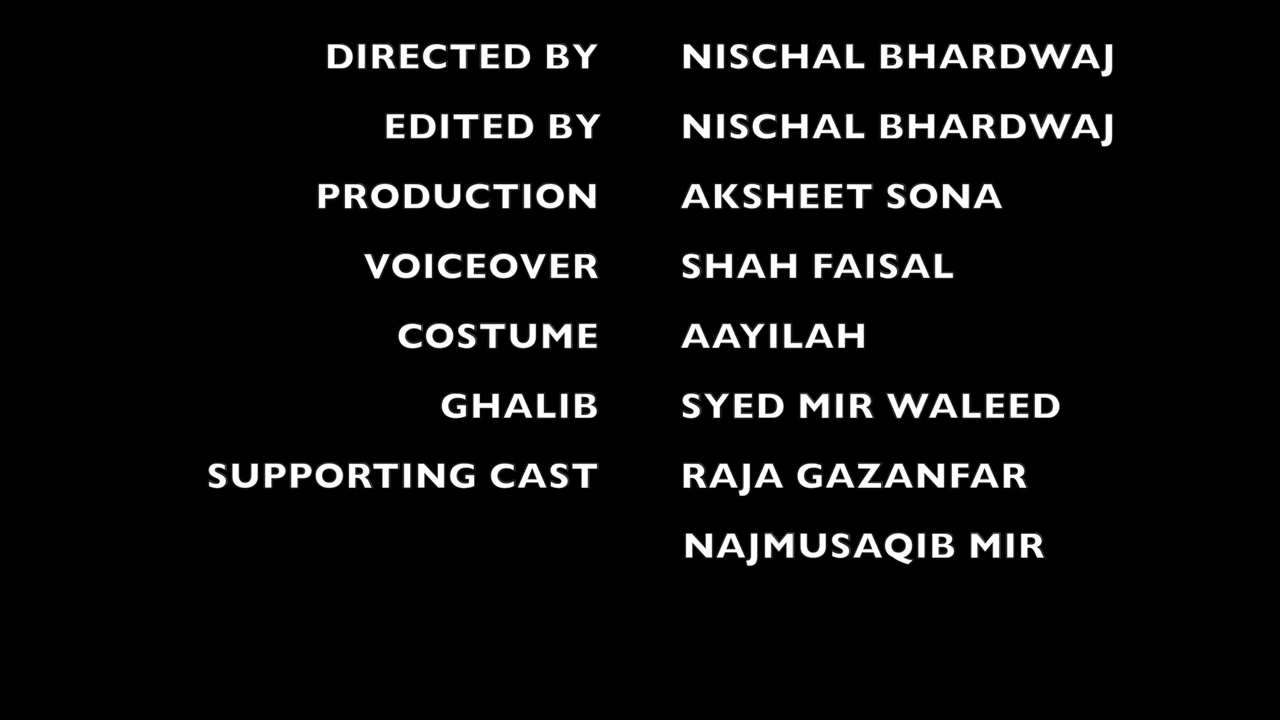 DIRECTED BY NISCHAL BHARDWAJ
EDITED BY NISCHAL BHARDWAJ
PRODUCTION AKSHEET SONA
VOICEOVER SHAH FAISAL
COSTUME AAYILAH
GHALIB SYED MIR WALEED
SUPPORTING CAST RAJA GAZANFAR
NAJMUSAQIB MIR